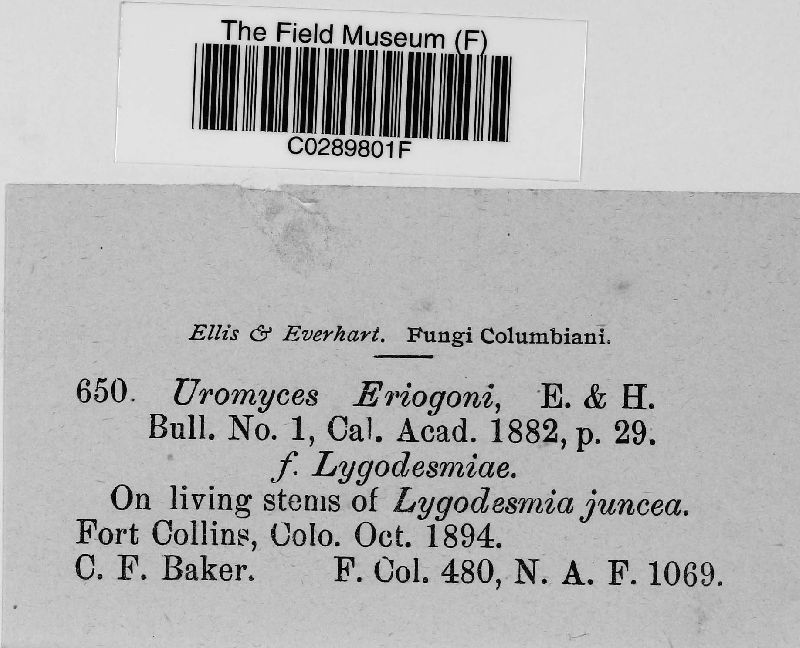 The Field Museum (F)
C0289801F
Ellis & Everhart. Fungi Columbiani.
650. Uromyces Eriogoni, E. & H.
Bull. No. 1, Cal. Acad. 1882, p. 29.
f. Lygodesmiae.
On living stems of Lygodesmia juncea.
Fort Collins, Colo. Oct. 1894.
C. F. Baker. F. Col. 480, N. A. F. 1069.